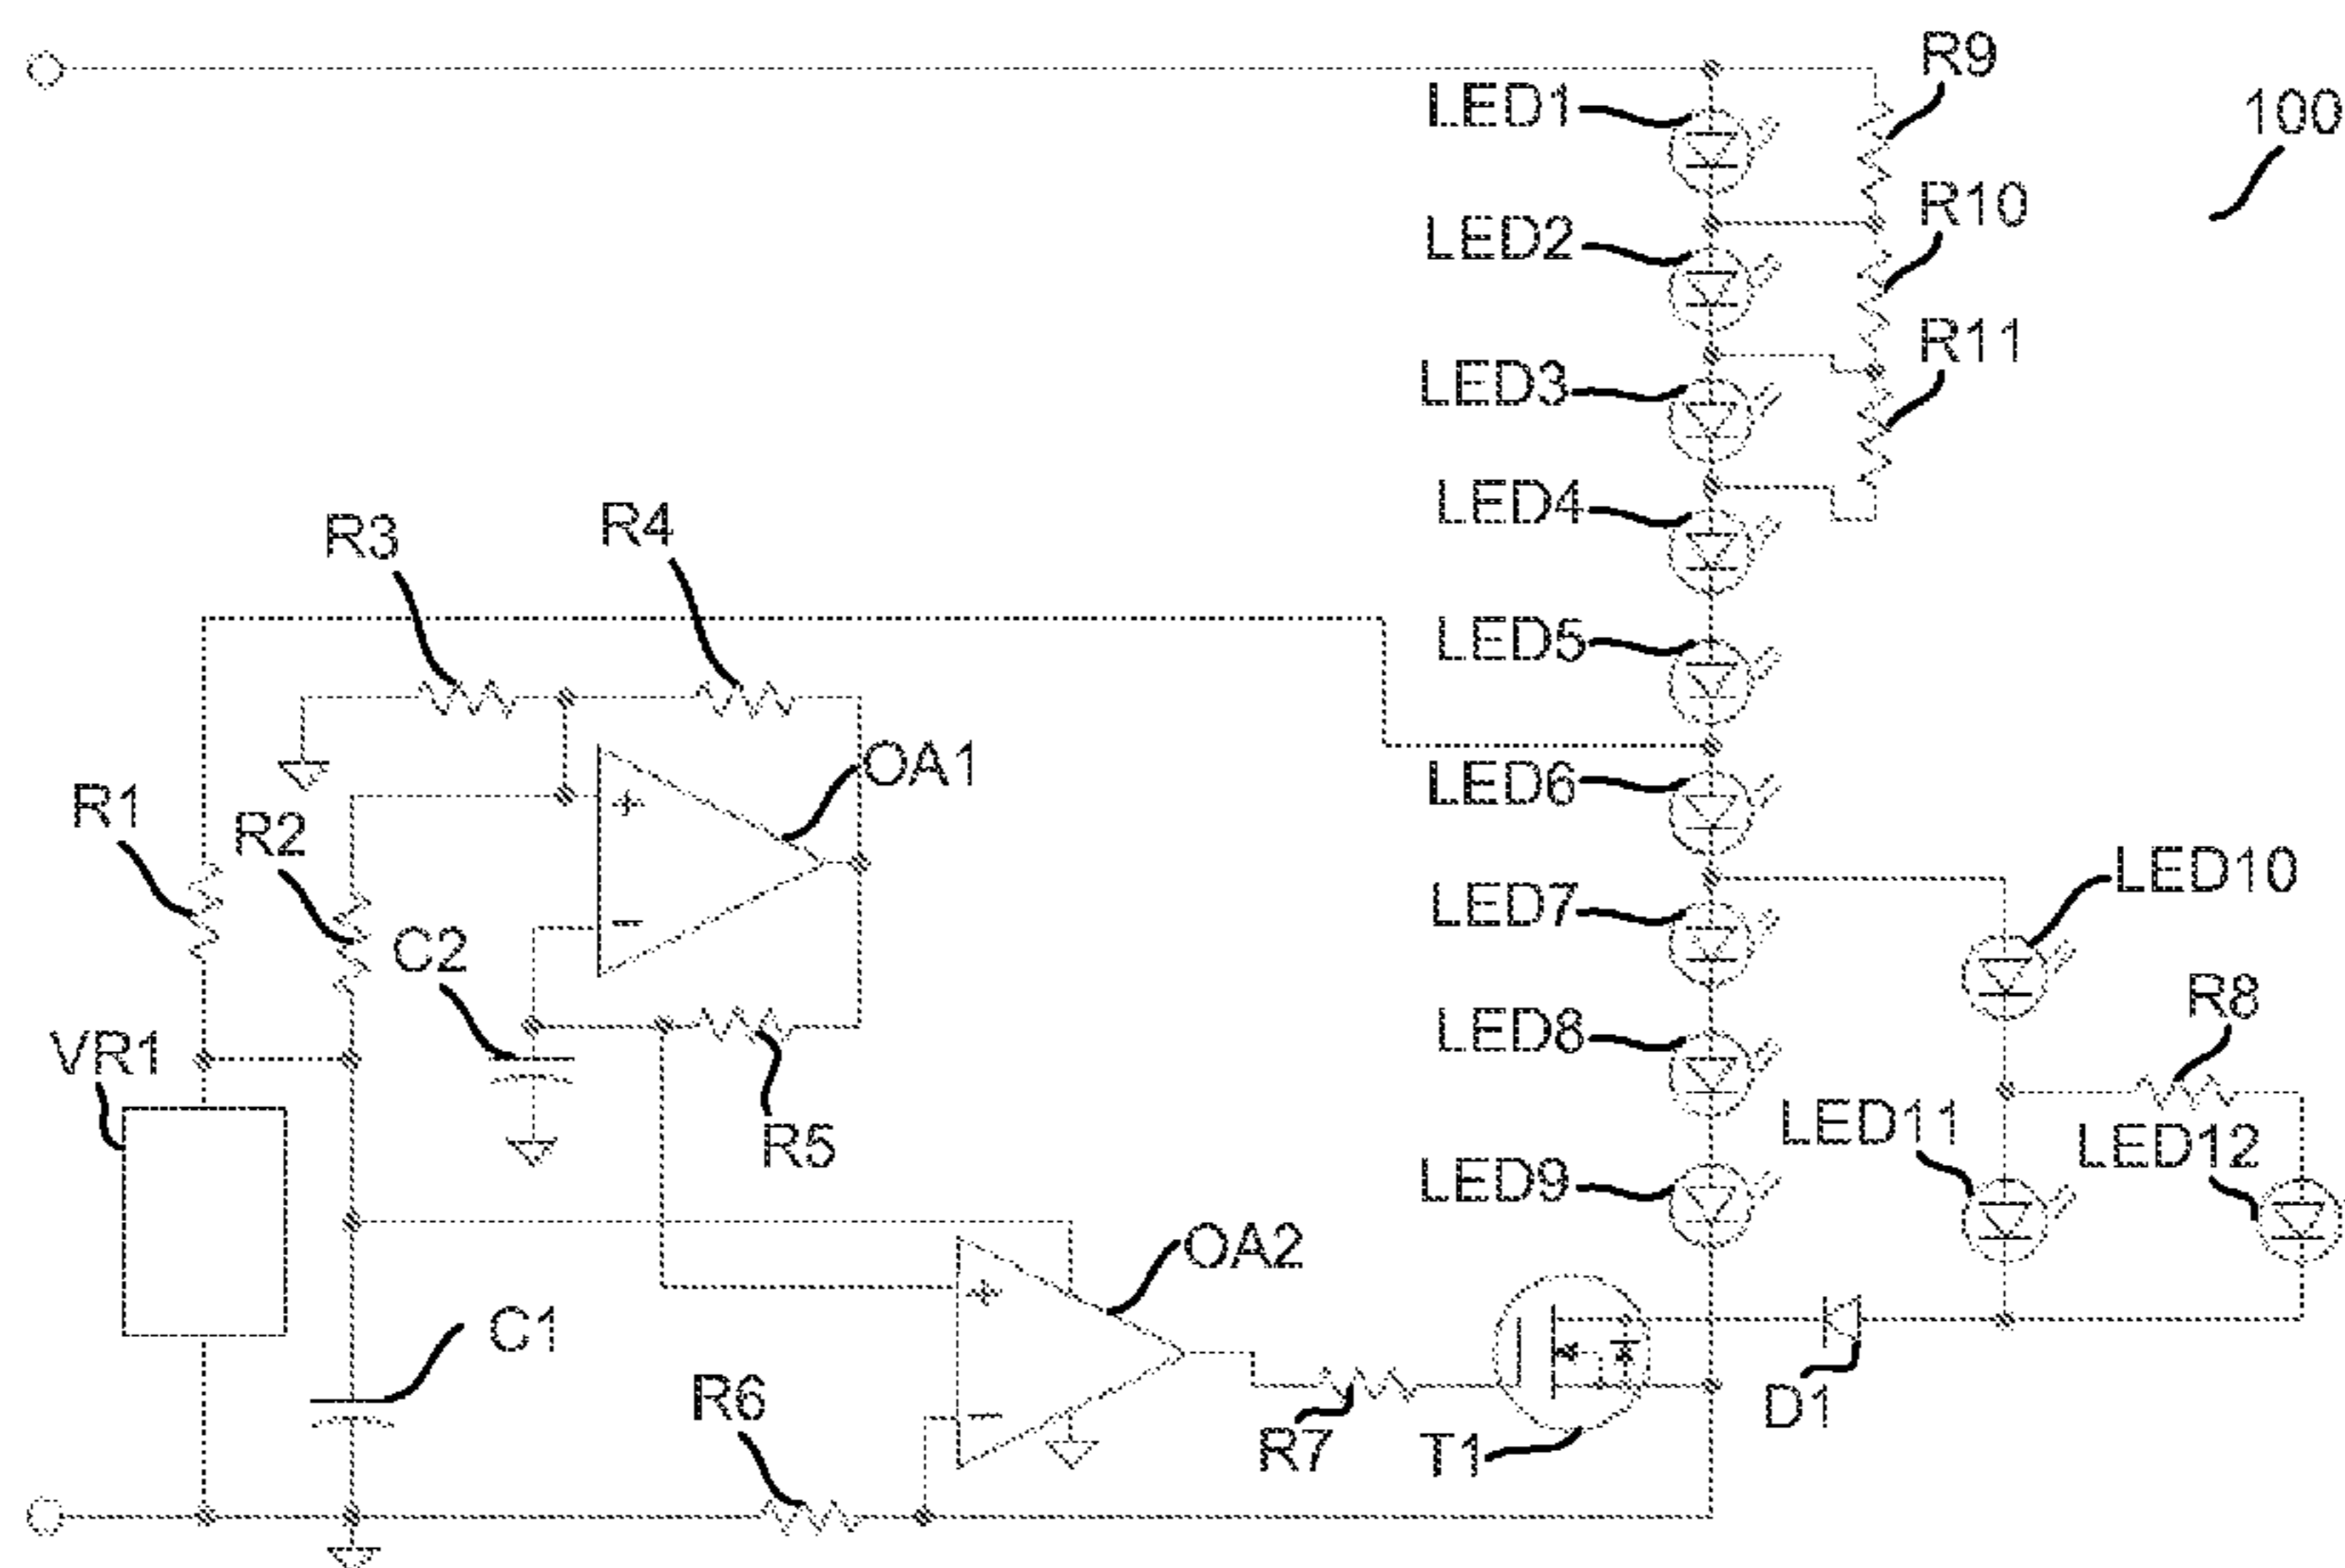 R9
LED1
100
R10
LED2
R11
LED3
LED4
R3
R4
LED5
OA1
LED6
R1
R2
LED10
LED7
C2
R8
LED8
VR1
R5
LED11
LED12
LED9
OA2
+
−
+
−
C1
R6
R7
T1
D1